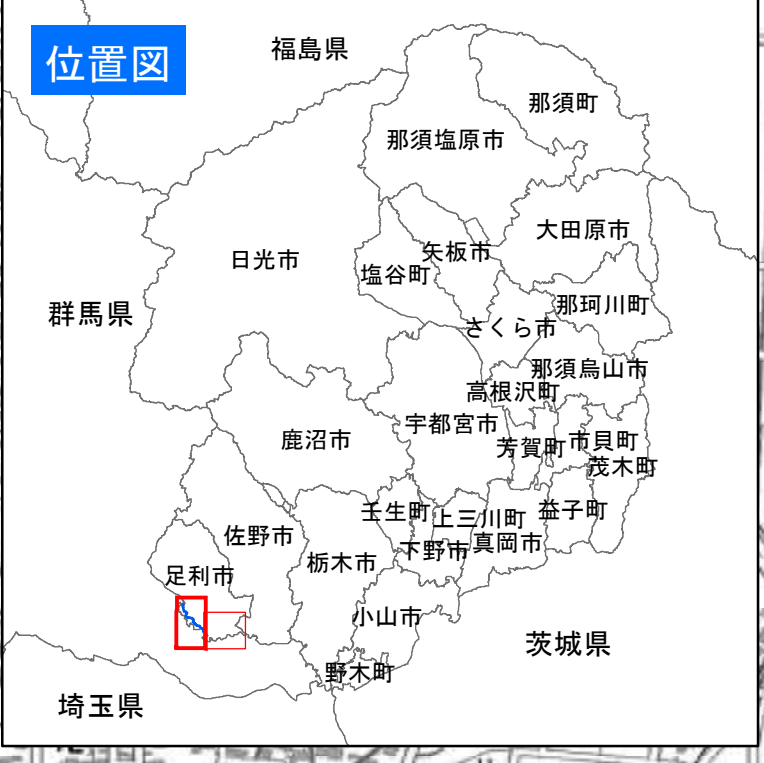 位置図
福島県
那須町
那須塩原市
大田原市
矢板市
日光市
塩谷町
那珂川町
群馬県
さくら市
那須烏山市
高根沢町
宇都宮市
鹿沼市
芳賀町
市貝町
茂木町
壬生町
上三川町
益子町
佐野市
下野市
真岡市
栃木市
足利市
小山市
茨城県
野木町
埼玉県